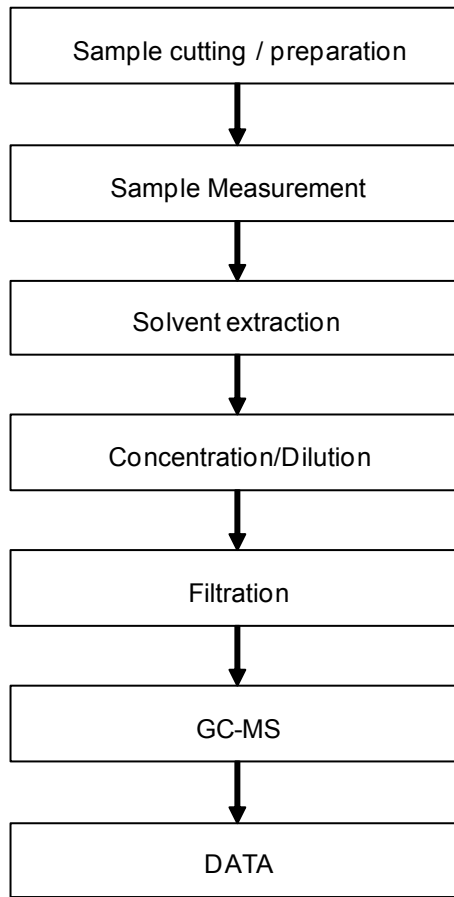 Sample cutting / preparation
Sample Measurement
Solvent extraction
Concentration/Dilution
Filtration
GC-MS
DATA